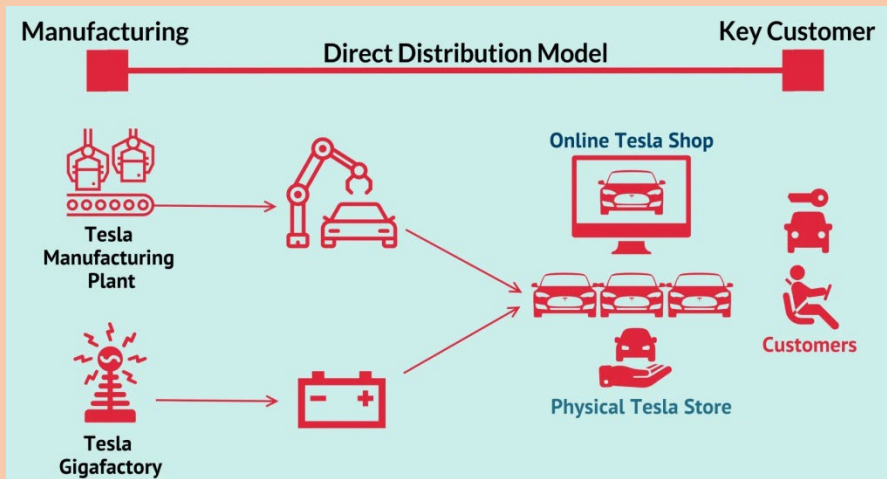 Manufacturing
Direct Distribution Model
Key Customer
Online Tesla Shop
Tesla
Manufacturing
Plant
Customers
Physical Tesla Store
Tesla
Gigafactory